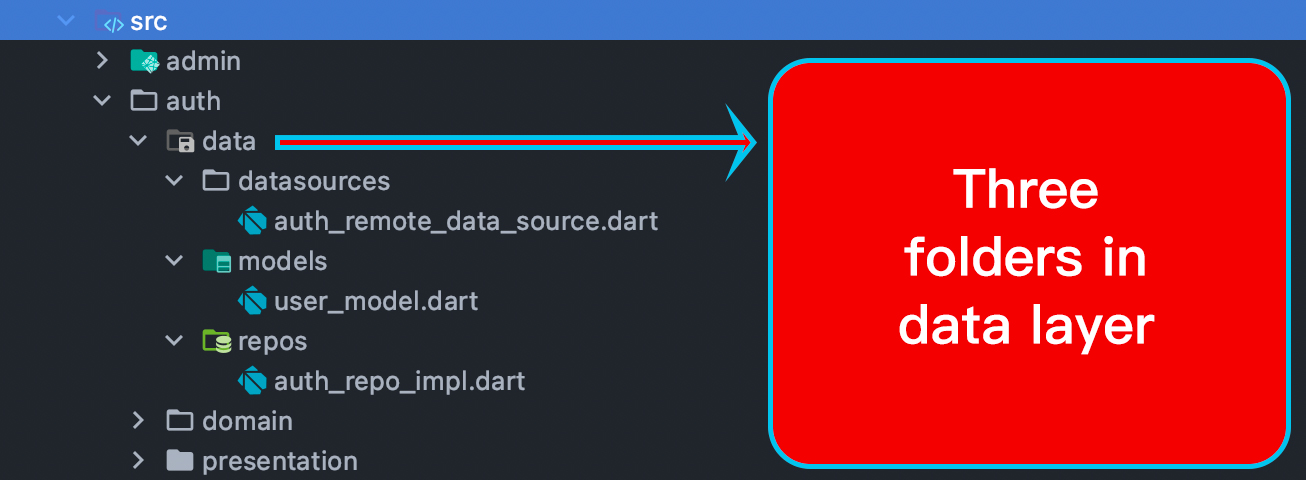 src
admin
auth
data
datasources
auth_remote_data_source.dart
models
user_model.dart
repos
auth_repo_impl.dart
domain
presentation
Three
folders in
data layer